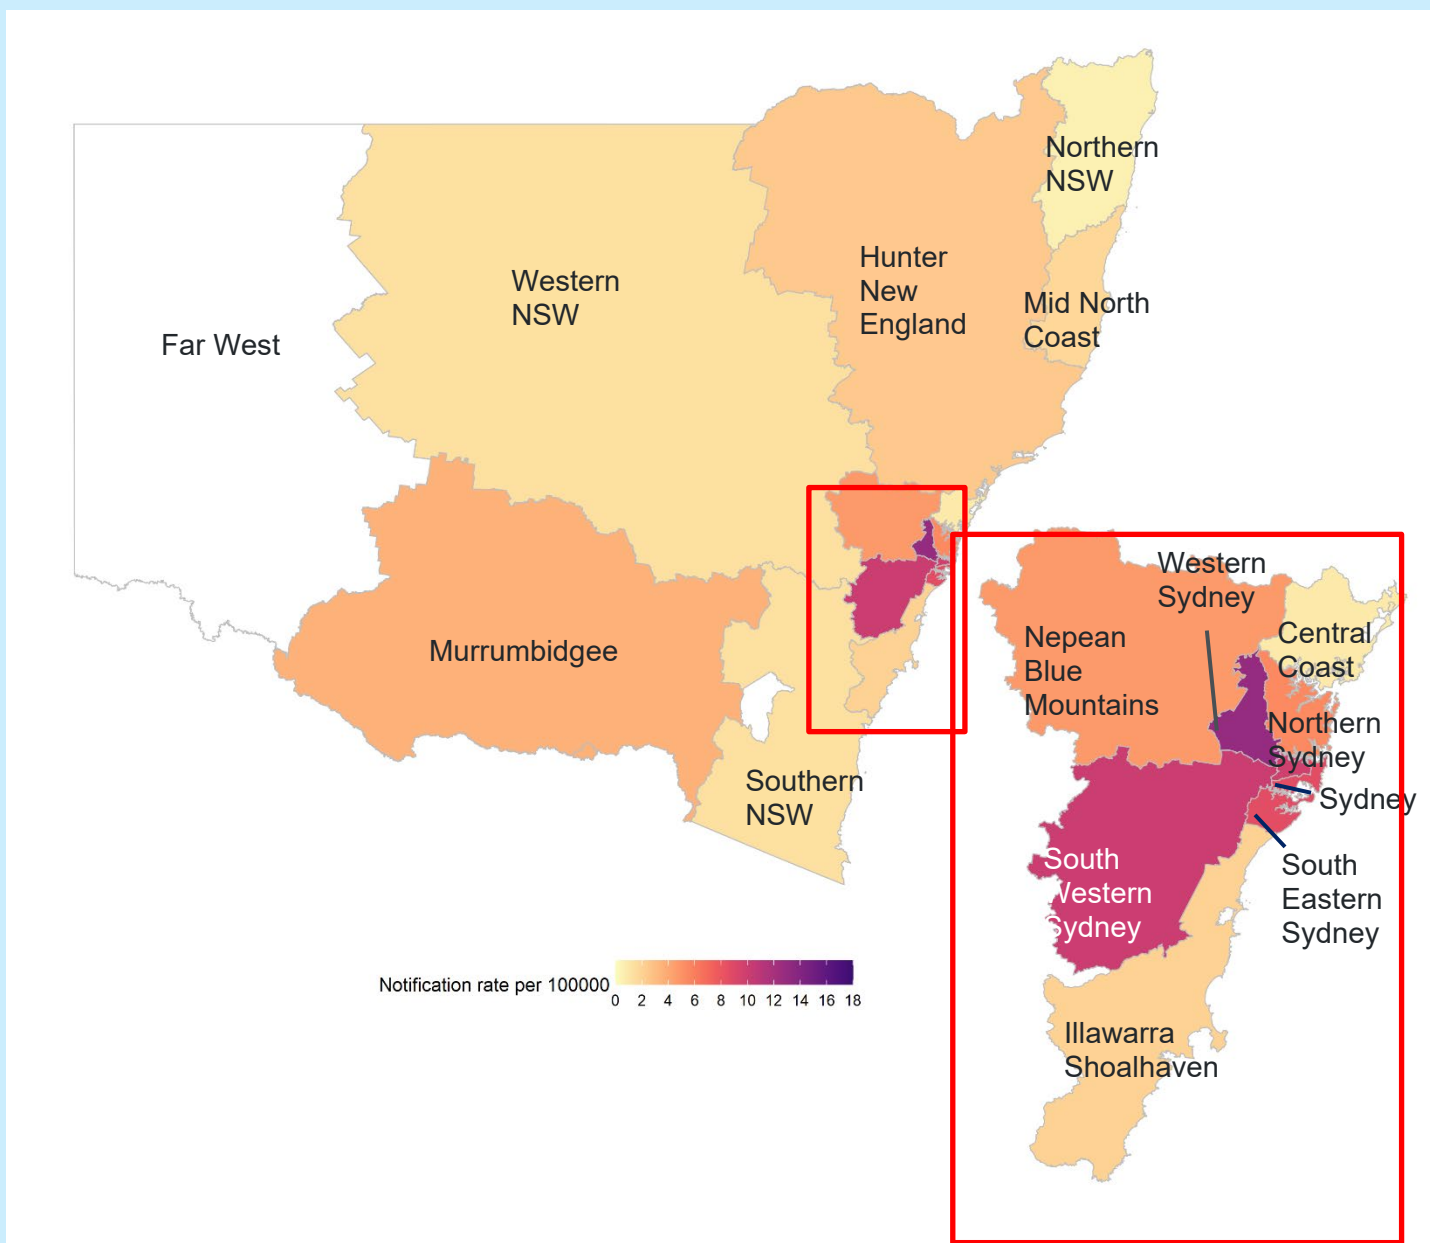 Northern
NSW
Hunter
New
England
Western
NSW
Mid North
Coast
Far West
Murrumbidgee
Southern
NSW
Western
Sydney
Nepean
Blue
Mountains
Central
Coast
Northern
Sydney
Sydney
South
Western
Sydney
South
Eastern
Sydney
Illawarra
Shoalhaven
Notification rate per 100000
0 2 4 6 8 10 12 14 16 18